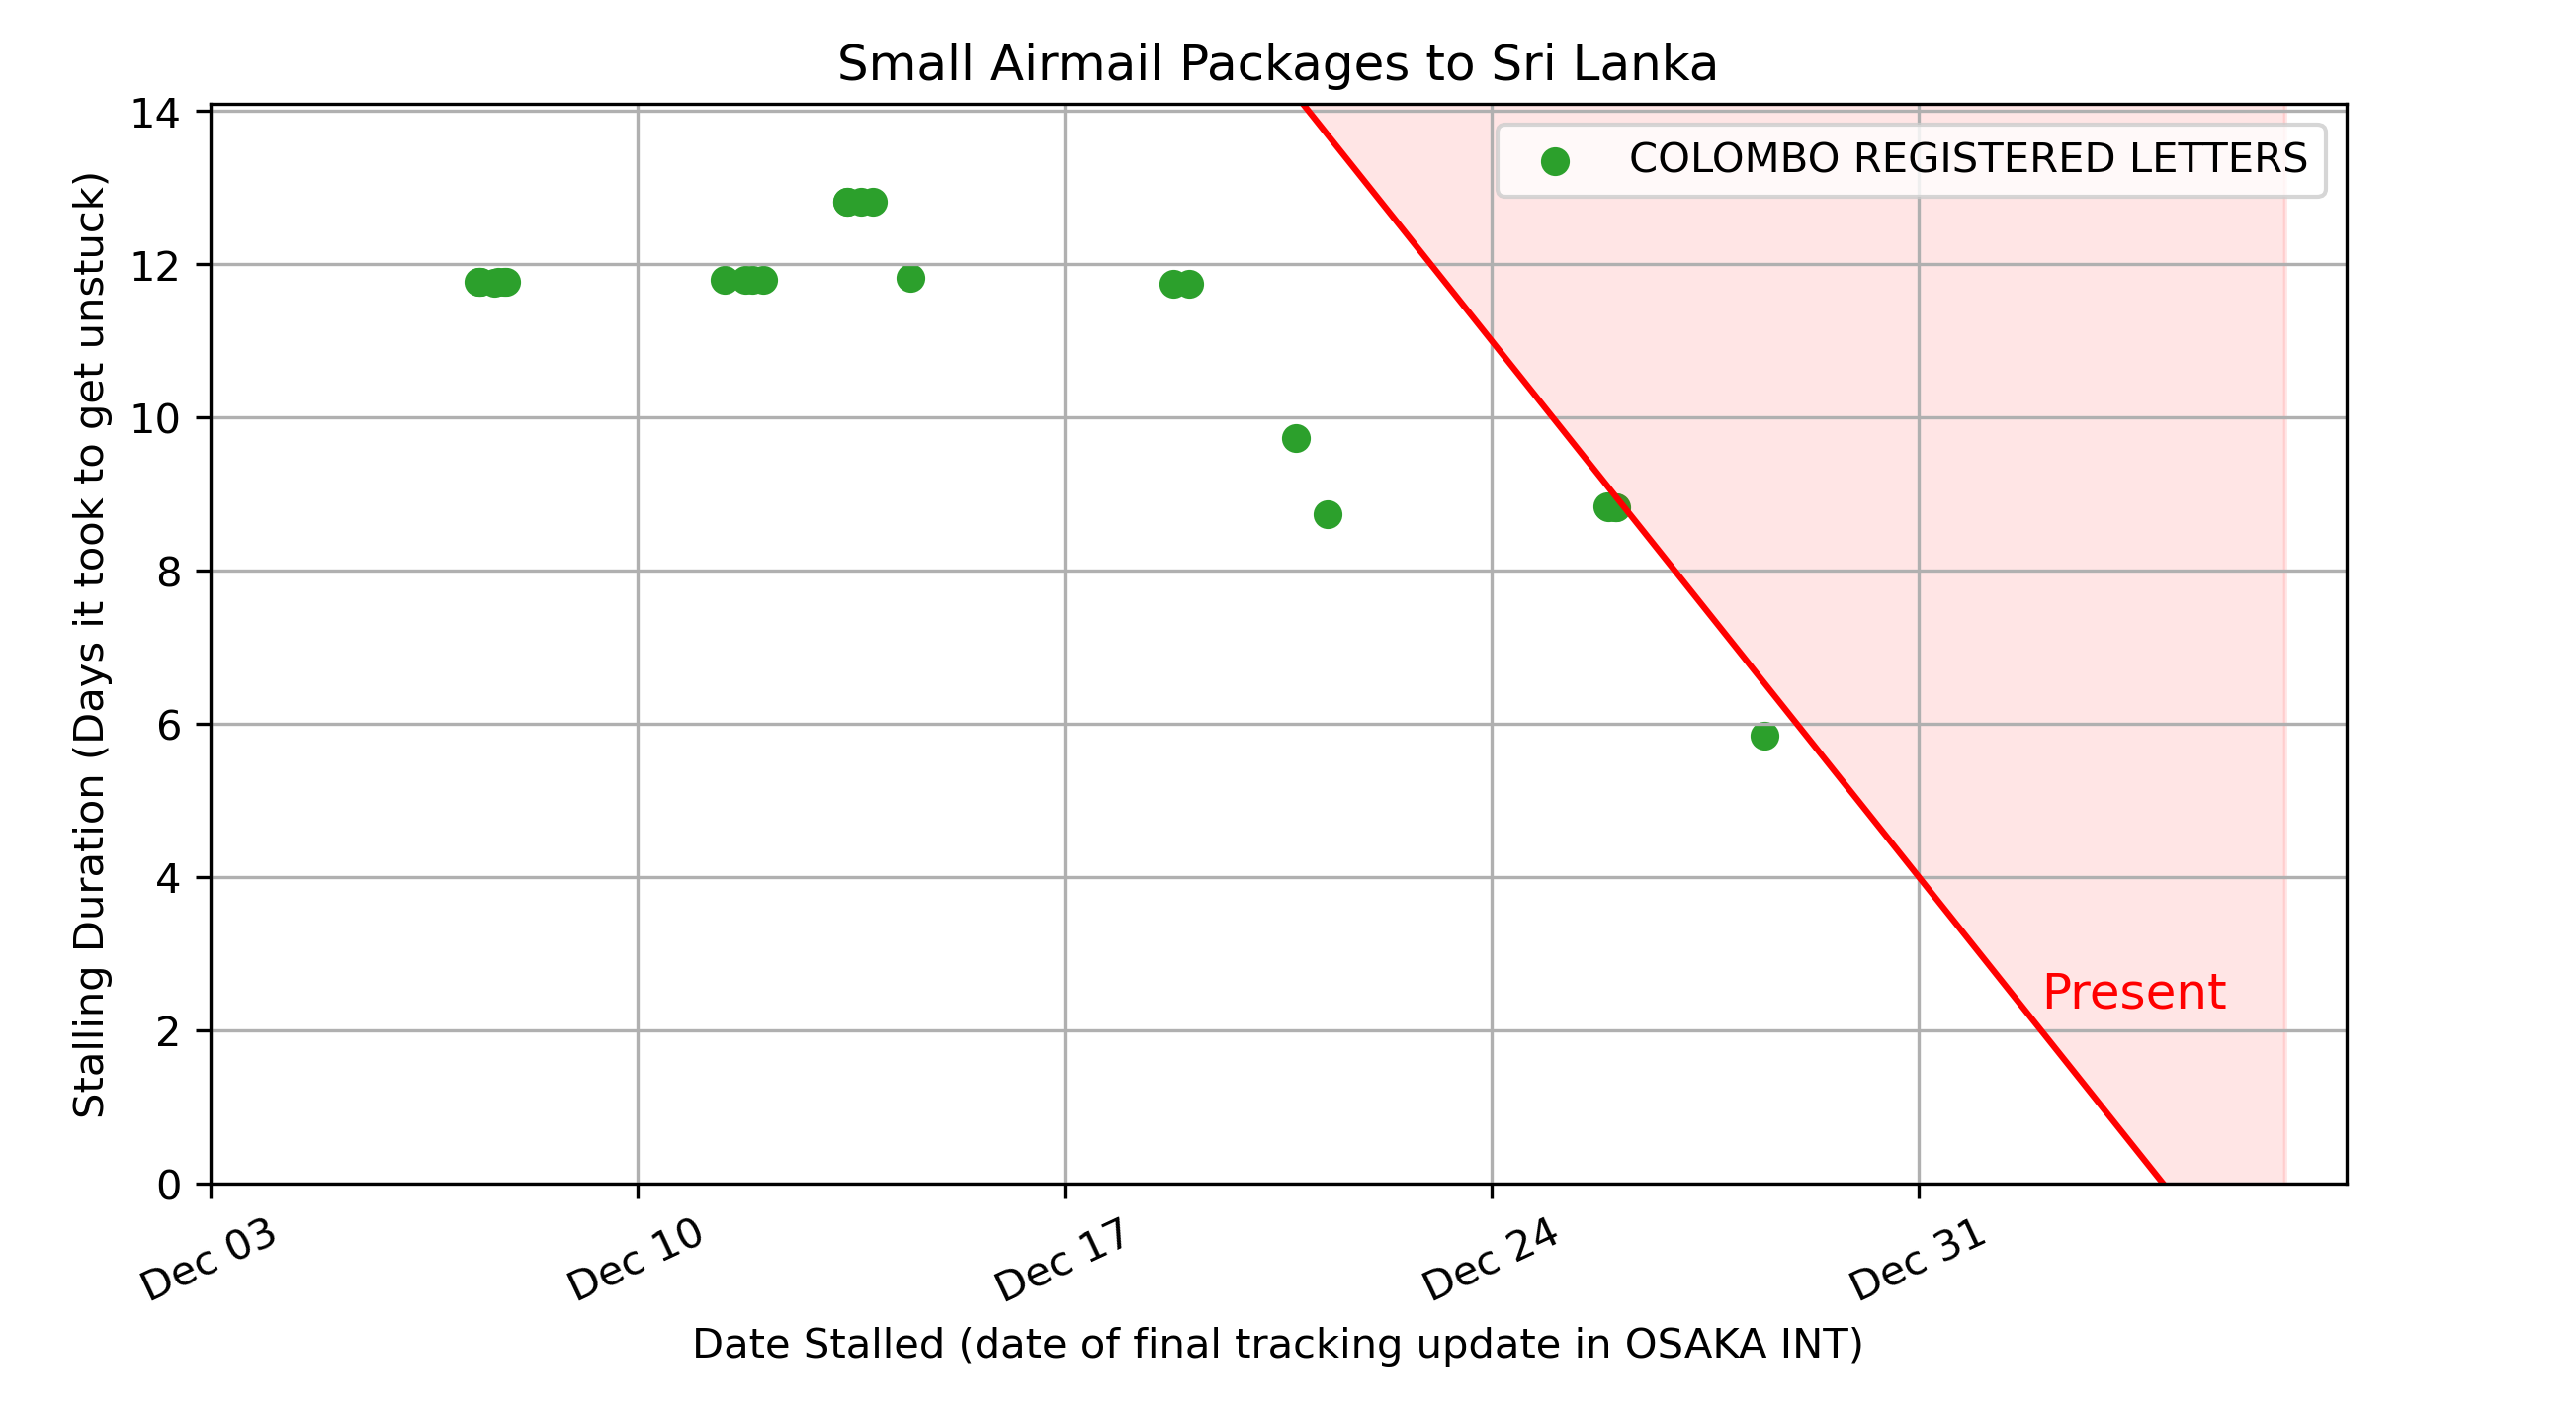 Small Airmail Packages to Sri Lanka
COLOMBO REGISTERED LETTERS
Stalling Duration (Days it took to get unstuck)
14
12
10
8
6
4
2
0
Present
Dec 03
Dec 10
Dec 17
Dec 24
Dec 31
Date Stalled (date of final tracking update in OSAKA INT)